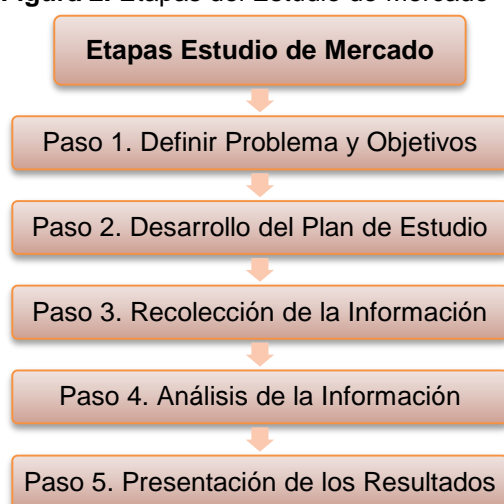 Figura 2. Etapas del Estudio de Mercado
Etapas Estudio de Mercado
Paso 1. Definir Problema y Objetivos
Paso 2. Desarrollo del Plan de Estudio
Paso 3. Recolección de la Información
Paso 4. Análisis de la Información
Paso 5. Presentación de los Resultados